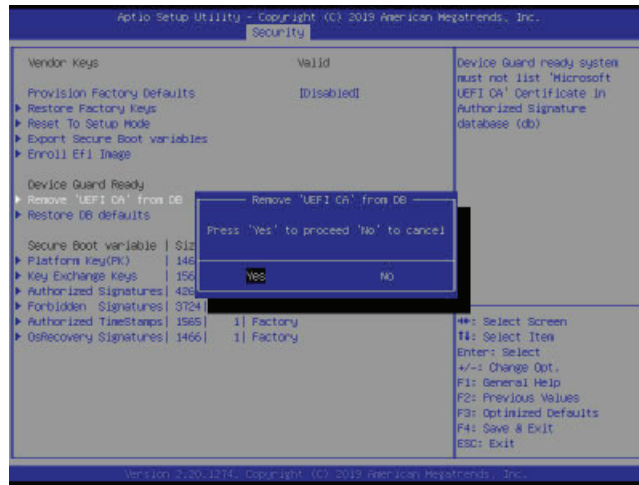 Aptio Setup Utility - Copyright (C) 2019 American Megatrends, Inc.
Security
Vendor Keys Valid
Provision Factory Defaults [Disabled]
Restore Factory Keys
Reset To Setup Mode
Export Secure Boot variables
Enroll Efi Image
Device Guard Ready
Remove 'UEFI CA' from DB
Restore DB defaults
Secure Boot variable | Siz
Platform Key(PK) | 146
Key Exchange Keys | 156
Authorized Signatures| 426
Forbidden Signatures| 3724|
Authorized TimeStamps| 1565| 1| Factory
OsRecovery Signatures| 1466| 1| Factory
Remove 'UEFI CA' from DB
Press 'Yes' to proceed 'No' to cancel
Yes No
Device Guard ready system
must not list 'Microsoft
UEFI CA' Certificate in
Authorized Signature
database (db)
↔: Select Screen
↑↓: Select Item
Enter: Select
+/-: Change Opt.
F1: General Help
F2: Previous Values
F3: Optimized Defaults
F4: Save & Exit
ESC: Exit
Version 2.20.1274. Copyright (C) 2019 American Megatrends, Inc.